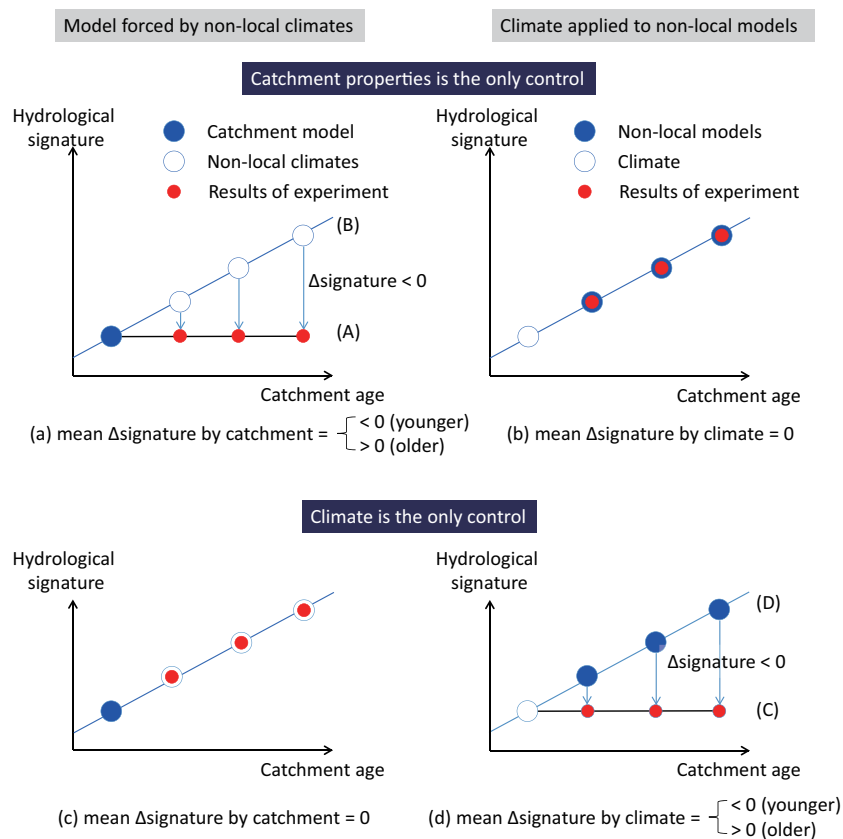 Model forced by non-local climates
Climate applied to non-local models
Catchment properties is the only control
Hydrological
signature
Catchment model
Non-local climates
Results of experiment
(B)
Δsignature < 0
(A)
Catchment age
(a) mean Δsignature by catchment =
< 0 (younger)
> 0 (older)
Hydrological
signature
Non-local models
Climate
Results of experiment
Catchment age
(b) mean Δsignature by climate = 0
Climate is the only control
Hydrological
signature
Catchment age
(c) mean Δsignature by catchment = 0
Hydrological
signature
(D)
Δsignature < 0
(C)
Catchment age
(d) mean Δsignature by climate =
< 0 (younger)
> 0 (older)